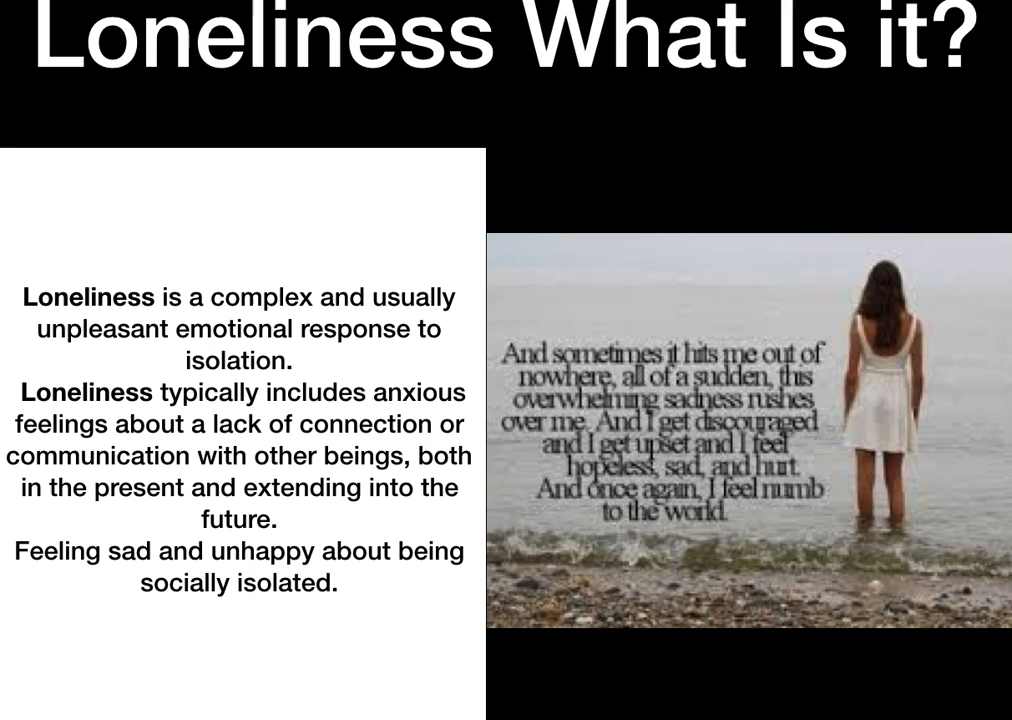 Loneliness What Is it?
Loneliness is a complex and usually
unpleasant emotional response to
isolation.
Loneliness typically includes anxious
feelings about a lack of connection or
communication with other beings, both
in the present and extending into the
future.
Feeling sad and unhappy about being
socially isolated.
And sometimes it hits me out of
nowhere, all of a sudden, this
overwhelming sadness rushes
over me. And I get discouraged
and I get upset and I feel
hopeless, sad, and hurt.
And once again, I feel numb
to the world.